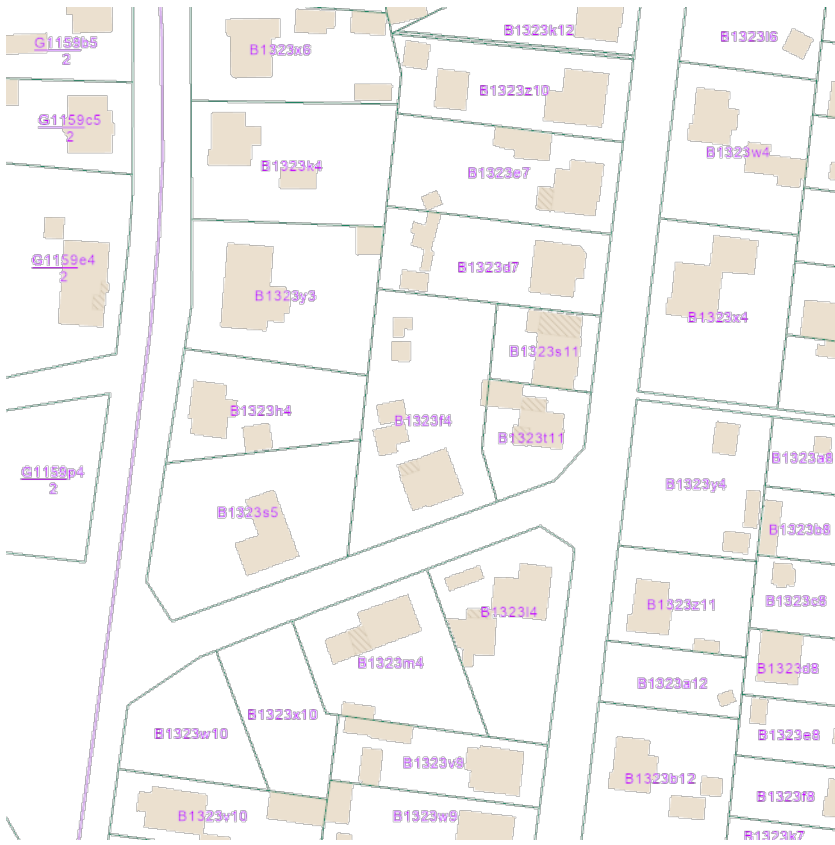 B1323k12
B1323l6
G1159b5
2
B1323x6
B1323z10
G1159c5
2
B1323w4
B1323k4
B1323e7
G1159e4
2
B1323d7
B1323y3
B1323x4
B1323s11
B1323h4
B1323f4
B1323t11
B1323a8
G1159p4
2
B1323y4
B1323s5
B1323b8
B1323c8
B1323z11
B1323l4
B1323m4
B1323d8
B1323a12
B1323x10
B1323w10
B1323e8
B1323v9
B1323b12
B1323f8
B1323v10
B1323w9
B1323k7